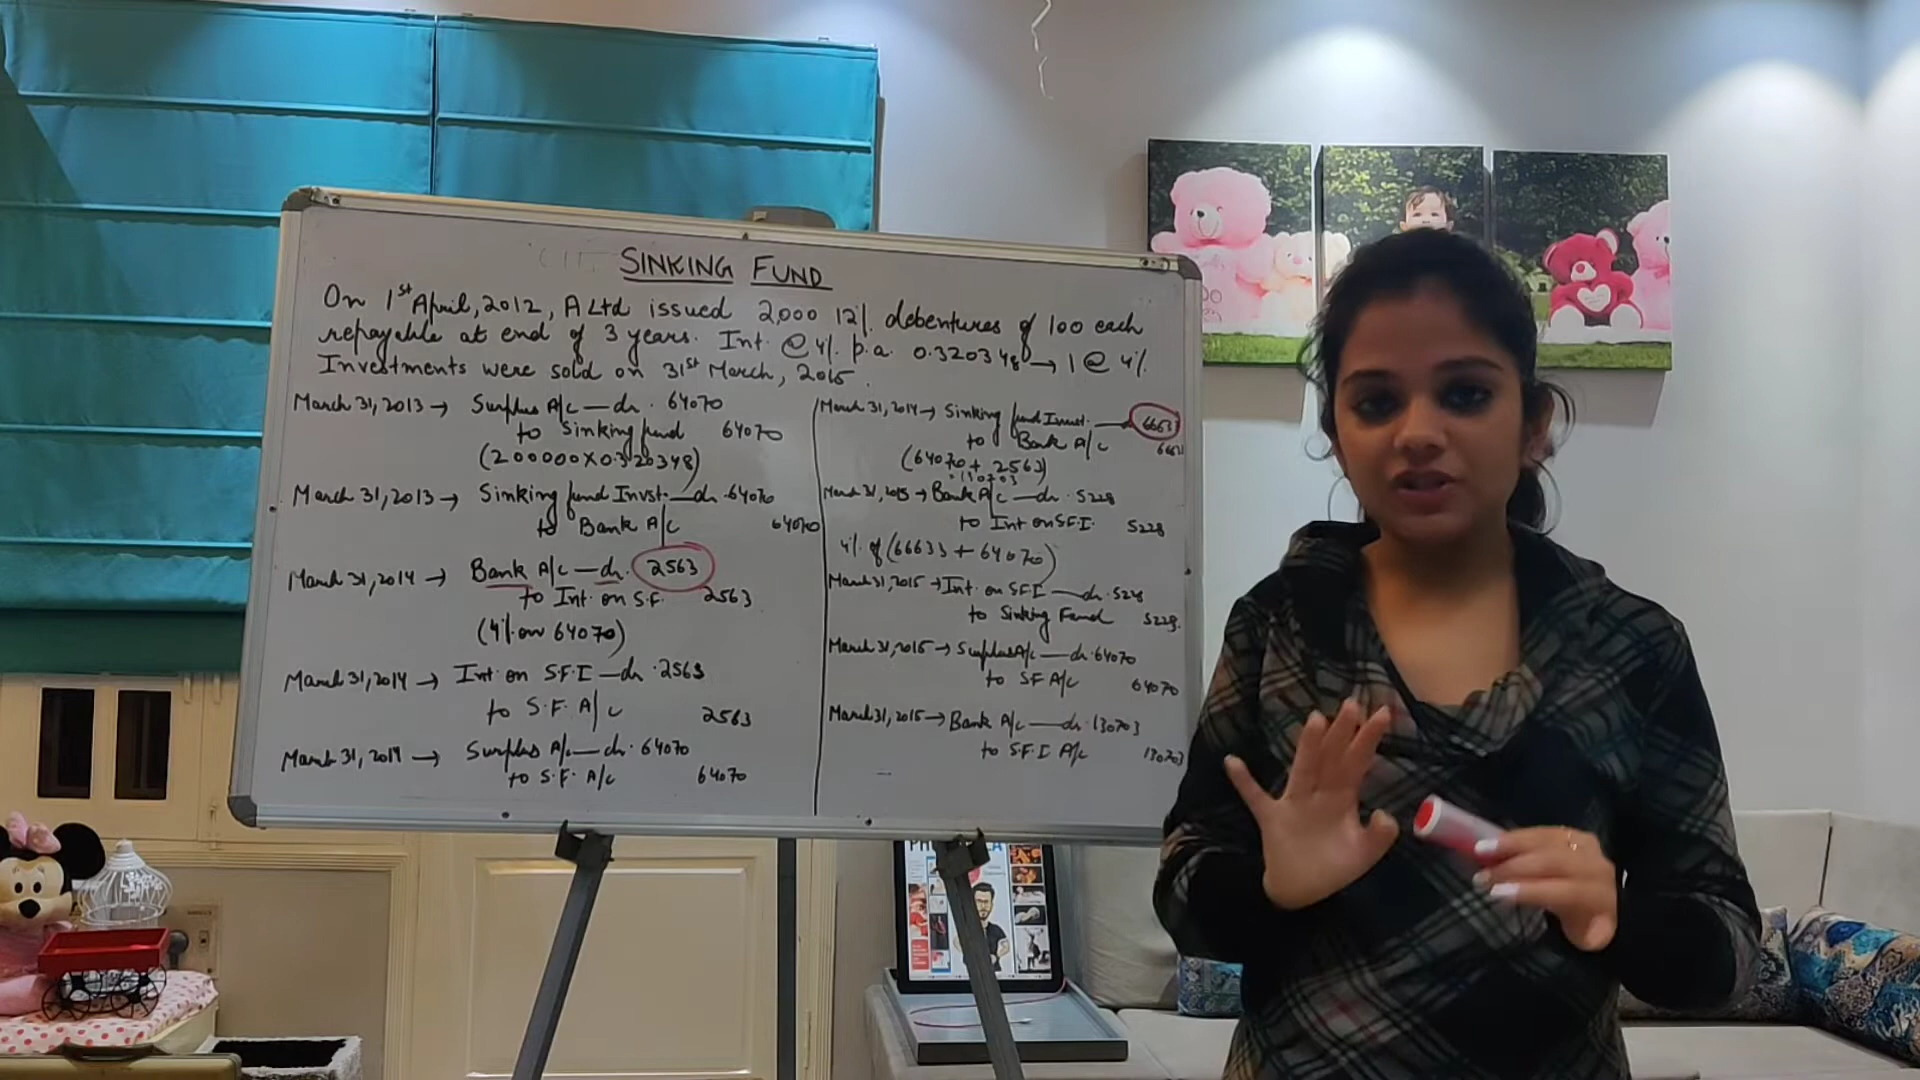 SINKING FUND
On 1st April, 2012, A Ltd issued 2,000 12%. debentures of 100 each
repayable at end of 3 years. Int. @ 4%. p.a. 0.320348 → 1 @ 4%.
Investments were sold on 31st March, 2015.
March 31, 2013 → Surplus A/c — dr. 64070
to Sinking fund 64070
(200000 X 0.320348)
March 31, 2013 → Sinking fund Invst. — dr. 64070
to Bank A/c 64070
March 31, 2014 → Bank A/c — dr. 2563
to Int. on S.F. 2563
(4% on 64070)
March 31, 2014 → Int on S.F.I — dr. 2563
to S.F. A/c 2563
March 31, 2014 → Surplus A/c — dr. 64070
to S.F. A/c 64070
March 31, 2014 → Sinking fund Invst. — 66633
to Bank A/c
(64070 + 2563)
130703
March 31, 2015 → Bank A/c — dr. 5228
to Int on S.F.I. 5228
4% of (66633 + 64070)
March 31, 2015 → Int on SFI — dr. 5228
to Sinking Fund 5228.
March 31, 2015 → Surplus A/c — dr. 64070
to SF A/c 64070
March 31, 2015 → Bank A/c — dr. 130703
to S.F.I A/c 130703